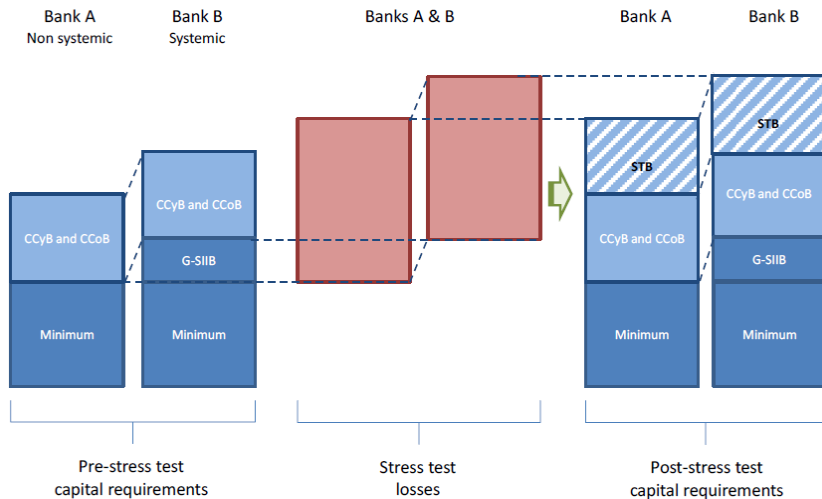 Bank A
Non systemic
Bank B
Systemic
Banks A & B
Bank A
Bank B
CCyB and CCoB
Minimum
CCyB and CCoB
G-SIIB
Minimum
STB
CCyB and CCoB
Minimum
STB
CCyB and CCoB
G-SIIB
Minimum
Pre-stress test
capital requirements
Stress test
losses
Post-stress test
capital requirements